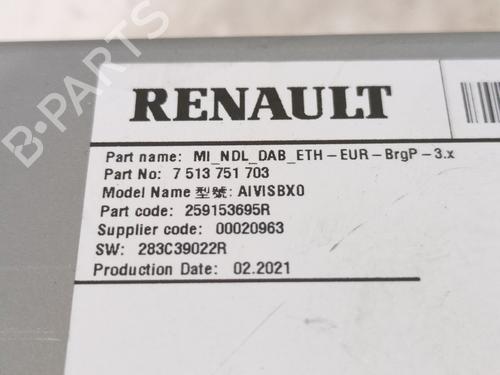 RENAULT
Part name: MI_NDL_DAB_ETH-EUR-BrgP-3.x
Part No: 7 513 751 703
Model Name 型號: AIVISBX0
Part code: 259153695R
Supplier code: 00020963
SW: 283C39022R
Production Date: 02.2021
B-PARTS